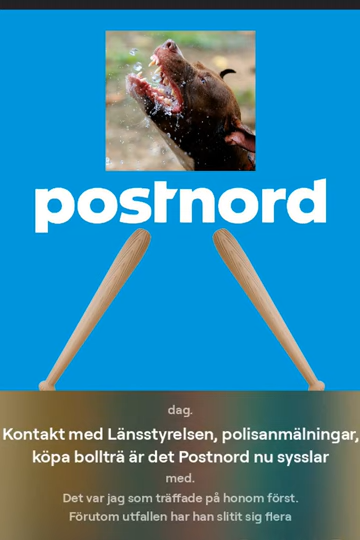 postnord
dag.
Kontakt med Länsstyrelsen, polisanmälningar,
köpa bollträ är det Postnord nu sysslar
med.
Det var jag som träffade på honom först.
Förutom utfallen har han slitit sig flera